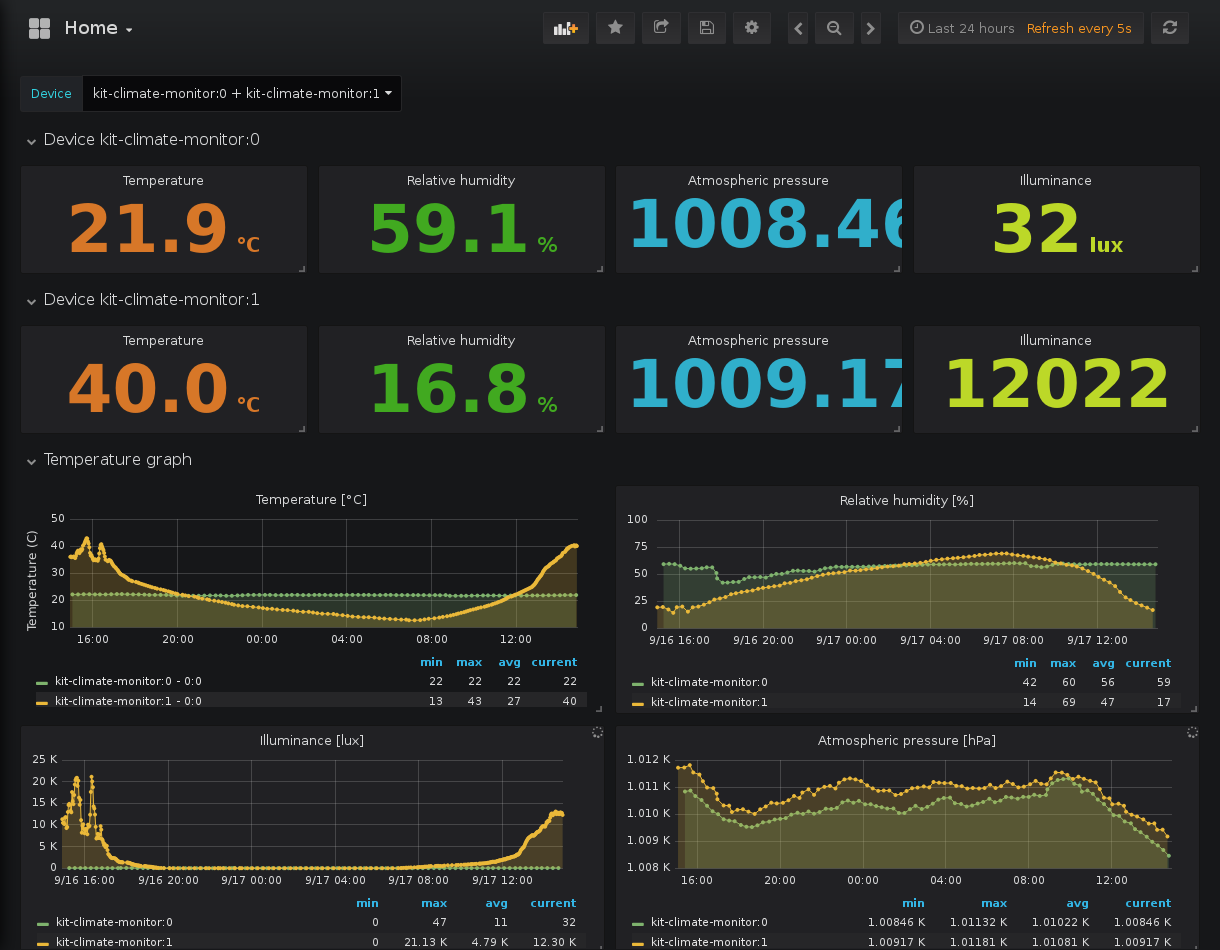 Home
Last 24 hours Refresh every 5s
Device kit-climate-monitor:0 + kit-climate-monitor:1
Device kit-climate-monitor:0
Temperature Relative humidity Atmospheric pressure Illuminance
21.9 °C 59.1 % 1008.46 32 lux
Device kit-climate-monitor:1
Temperature Relative humidity Atmospheric pressure Illuminance
40.0 °C 16.8 % 1009.17 12022
Temperature graph
Temperature [°C]
Temperature (C)
50
40
30
20
10
16:00 20:00 00:00 04:00 08:00 12:00
min max avg current
kit-climate-monitor:0 - 0:0 22 22 22 22
kit-climate-monitor:1 - 0:0 13 43 27 40
Relative humidity [%]
100
75
50
25
0
9/16 16:00 9/16 20:00 9/17 00:00 9/17 04:00 9/17 08:00 9/17 12:00
min max avg current
kit-climate-monitor:0 42 60 56 59
kit-climate-monitor:1 14 69 47 17
Illuminance [lux]
25 K
20 K
15 K
10 K
5 K
0
9/16 16:00 9/16 20:00 9/17 00:00 9/17 04:00 9/17 08:00 9/17 12:00
min max avg current
kit-climate-monitor:0 0 47 11 32
kit-climate-monitor:1 0 21.13 K 4.79 K 12.30 K
Atmospheric pressure [hPa]
1.012 K
1.011 K
1.010 K
1.009 K
1.008 K
16:00 20:00 00:00 04:00 08:00 12:00
min max avg current
kit-climate-monitor:0 1.00846 K 1.01132 K 1.01022 K 1.00846 K
kit-climate-monitor:1 1.00917 K 1.01181 K 1.01081 K 1.00917 K